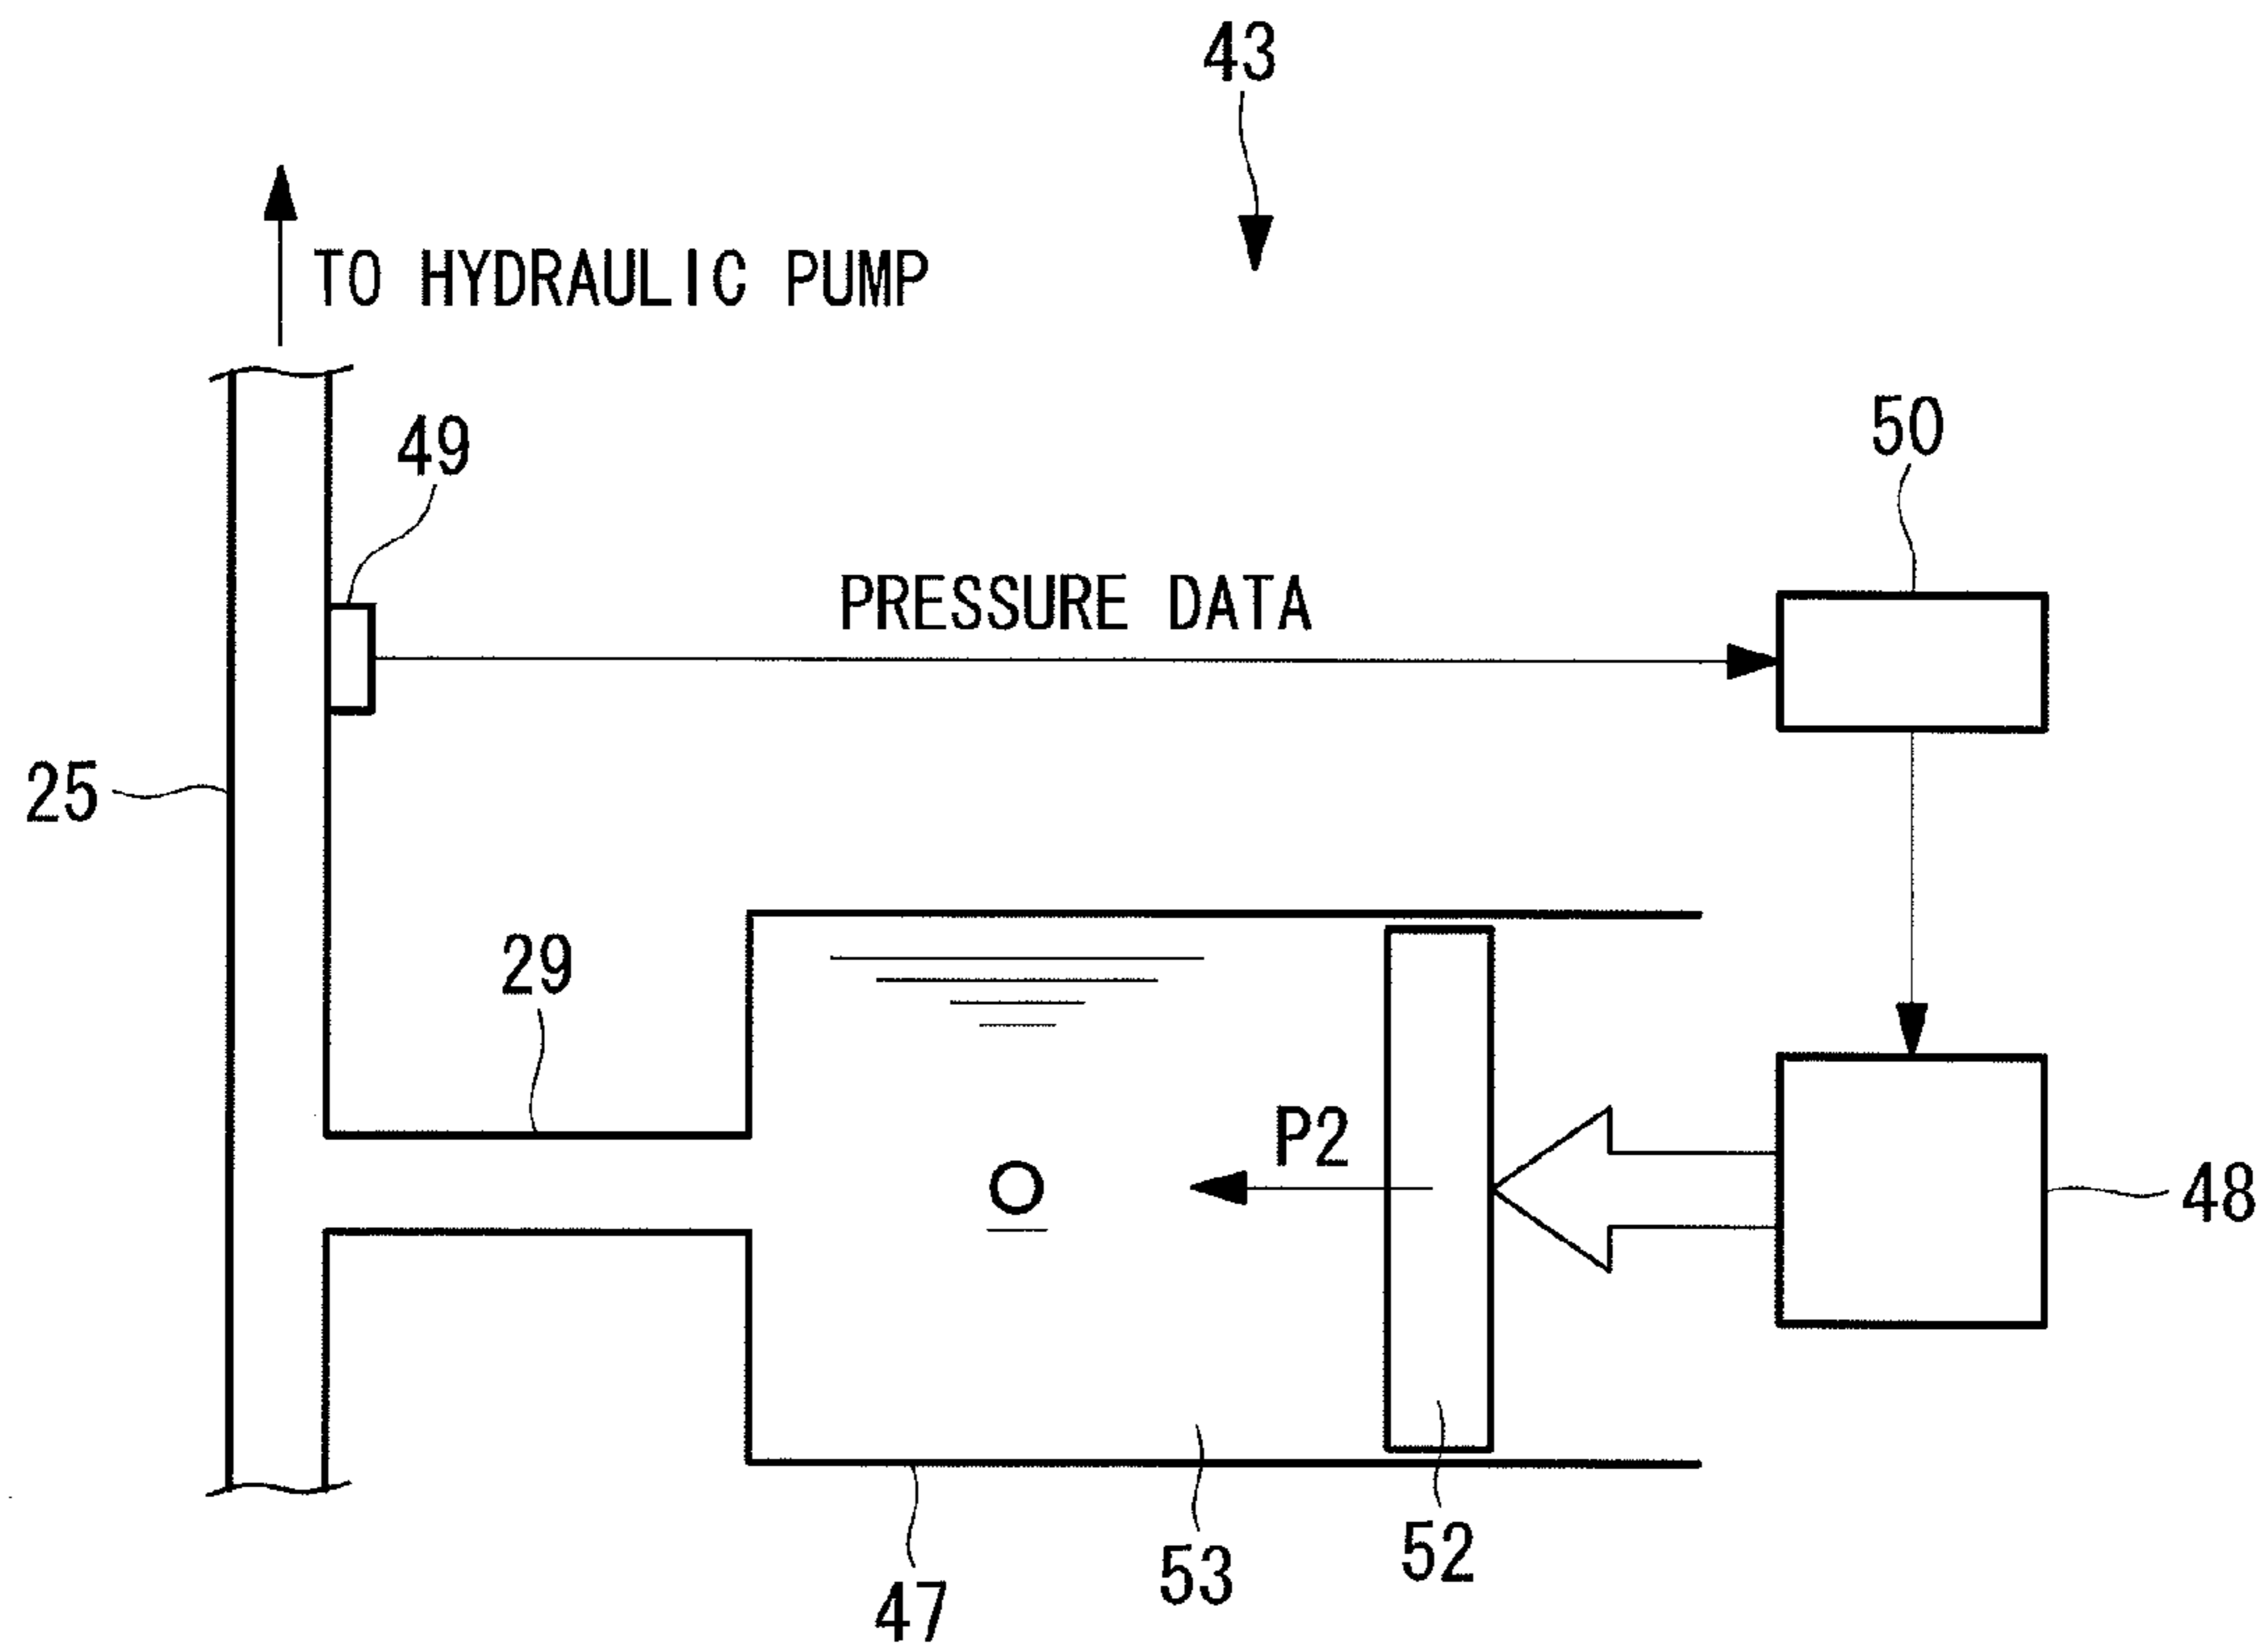 43
TO HYDRAULIC PUMP
49
50
PRESSURE DATA
25
29
P2
O
48
52
53
47